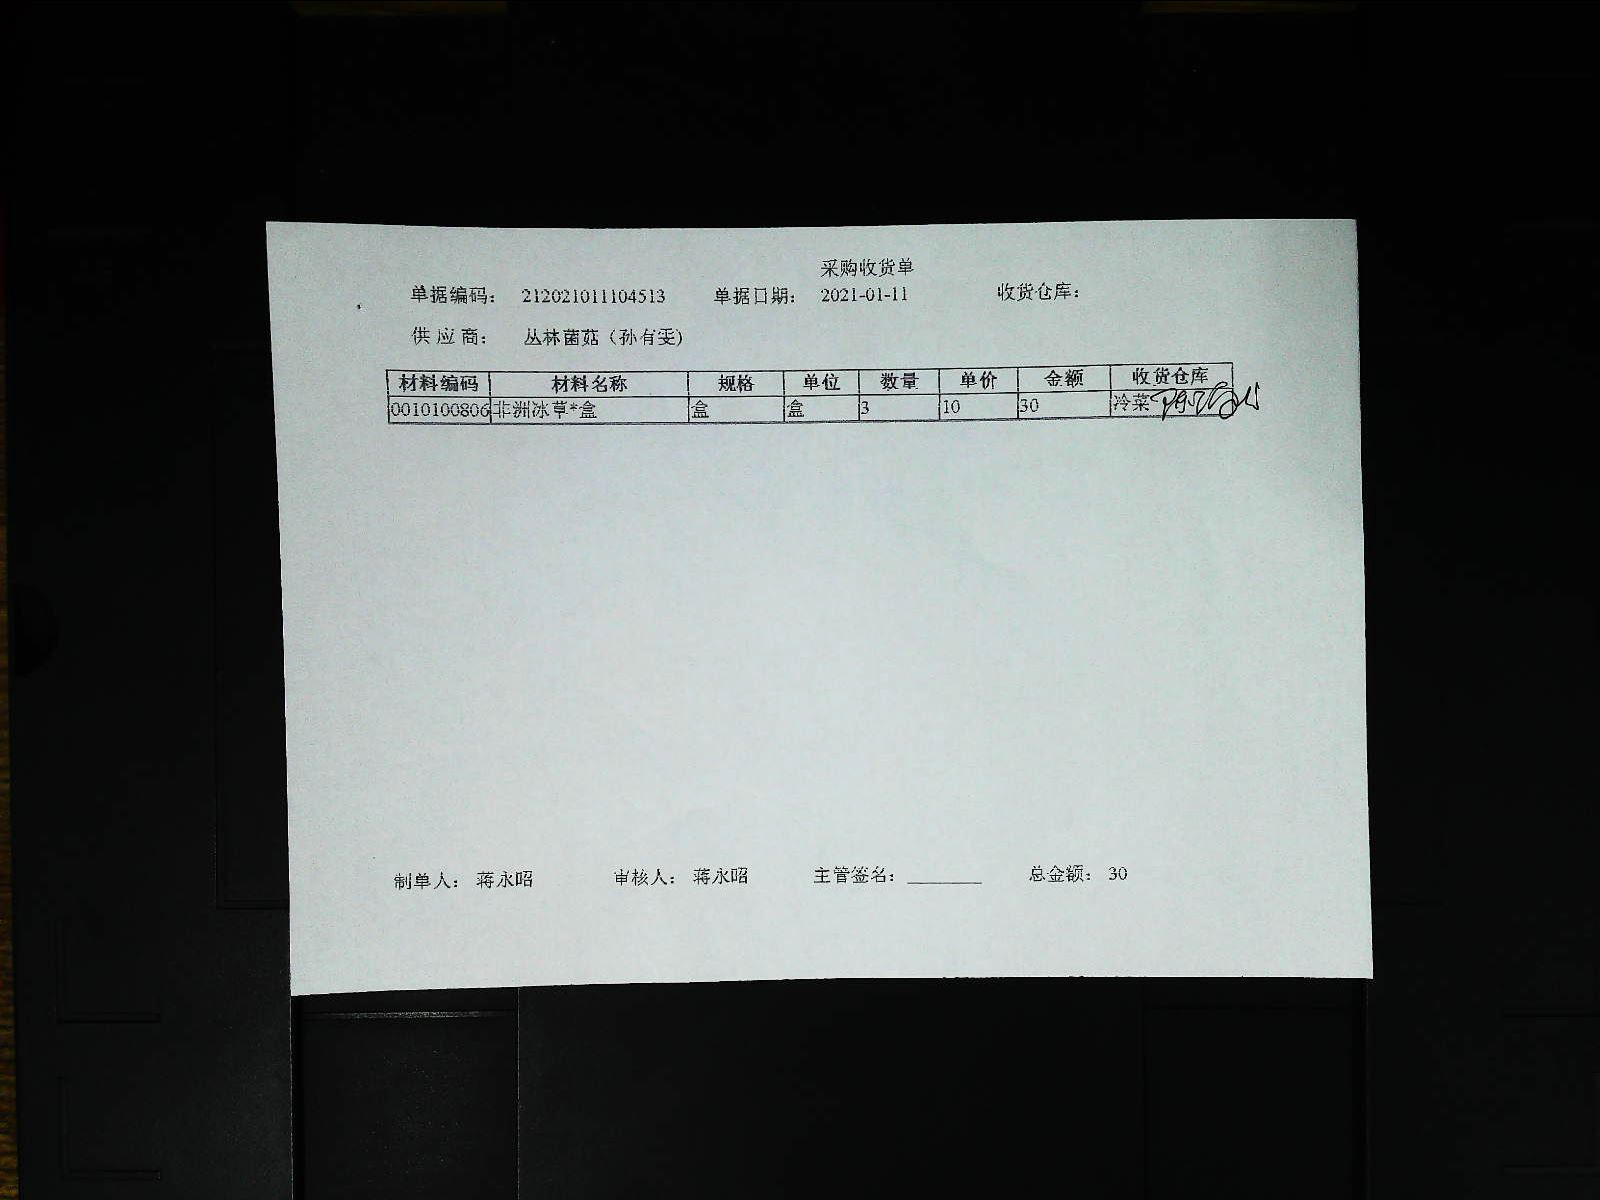 采购收货单
单据编码： 212021011104513 单据日期： 2021-01-11 收货仓库：
供 应 商： 丛林菌菇（孙有雯）
材料编码 材料名称 规格 单位 数量 单价 金额 收货仓库
0010100806 非洲冰草*盒 盒 盒 3 10 30 冷菜
制单人： 蒋永昭 审核人： 蒋永昭 主管签名： ________ 总金额： 30